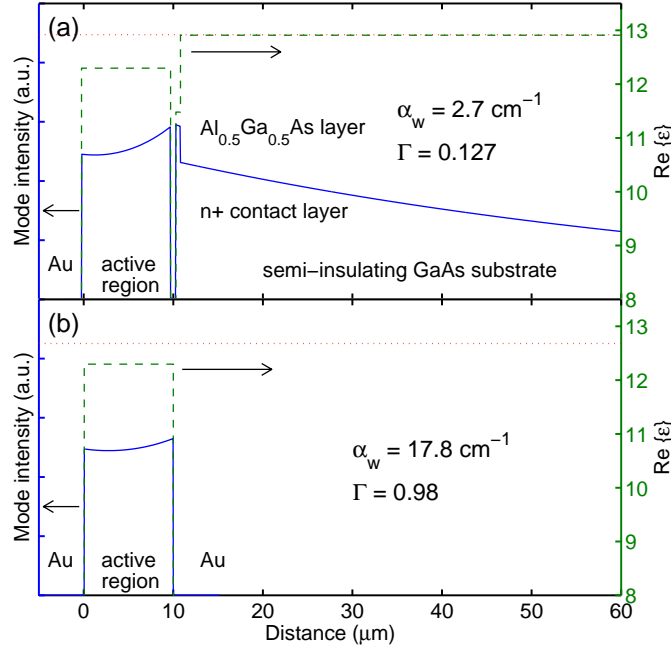 (a)
Mode intensity (a.u.)
Al0.5Ga0.5As layer
αw = 2.7 cm−1
Γ = 0.127
n+ contact layer
Au
active
region
semi−insulating GaAs substrate
13
12
11
10
9
8
Re {ε}
(b)
Mode intensity (a.u.)
αw = 17.8 cm−1
Γ = 0.98
Au
active
region
Au
13
12
11
10
9
8
Re {ε}
0
10
20
30
40
50
60
Distance (μm)